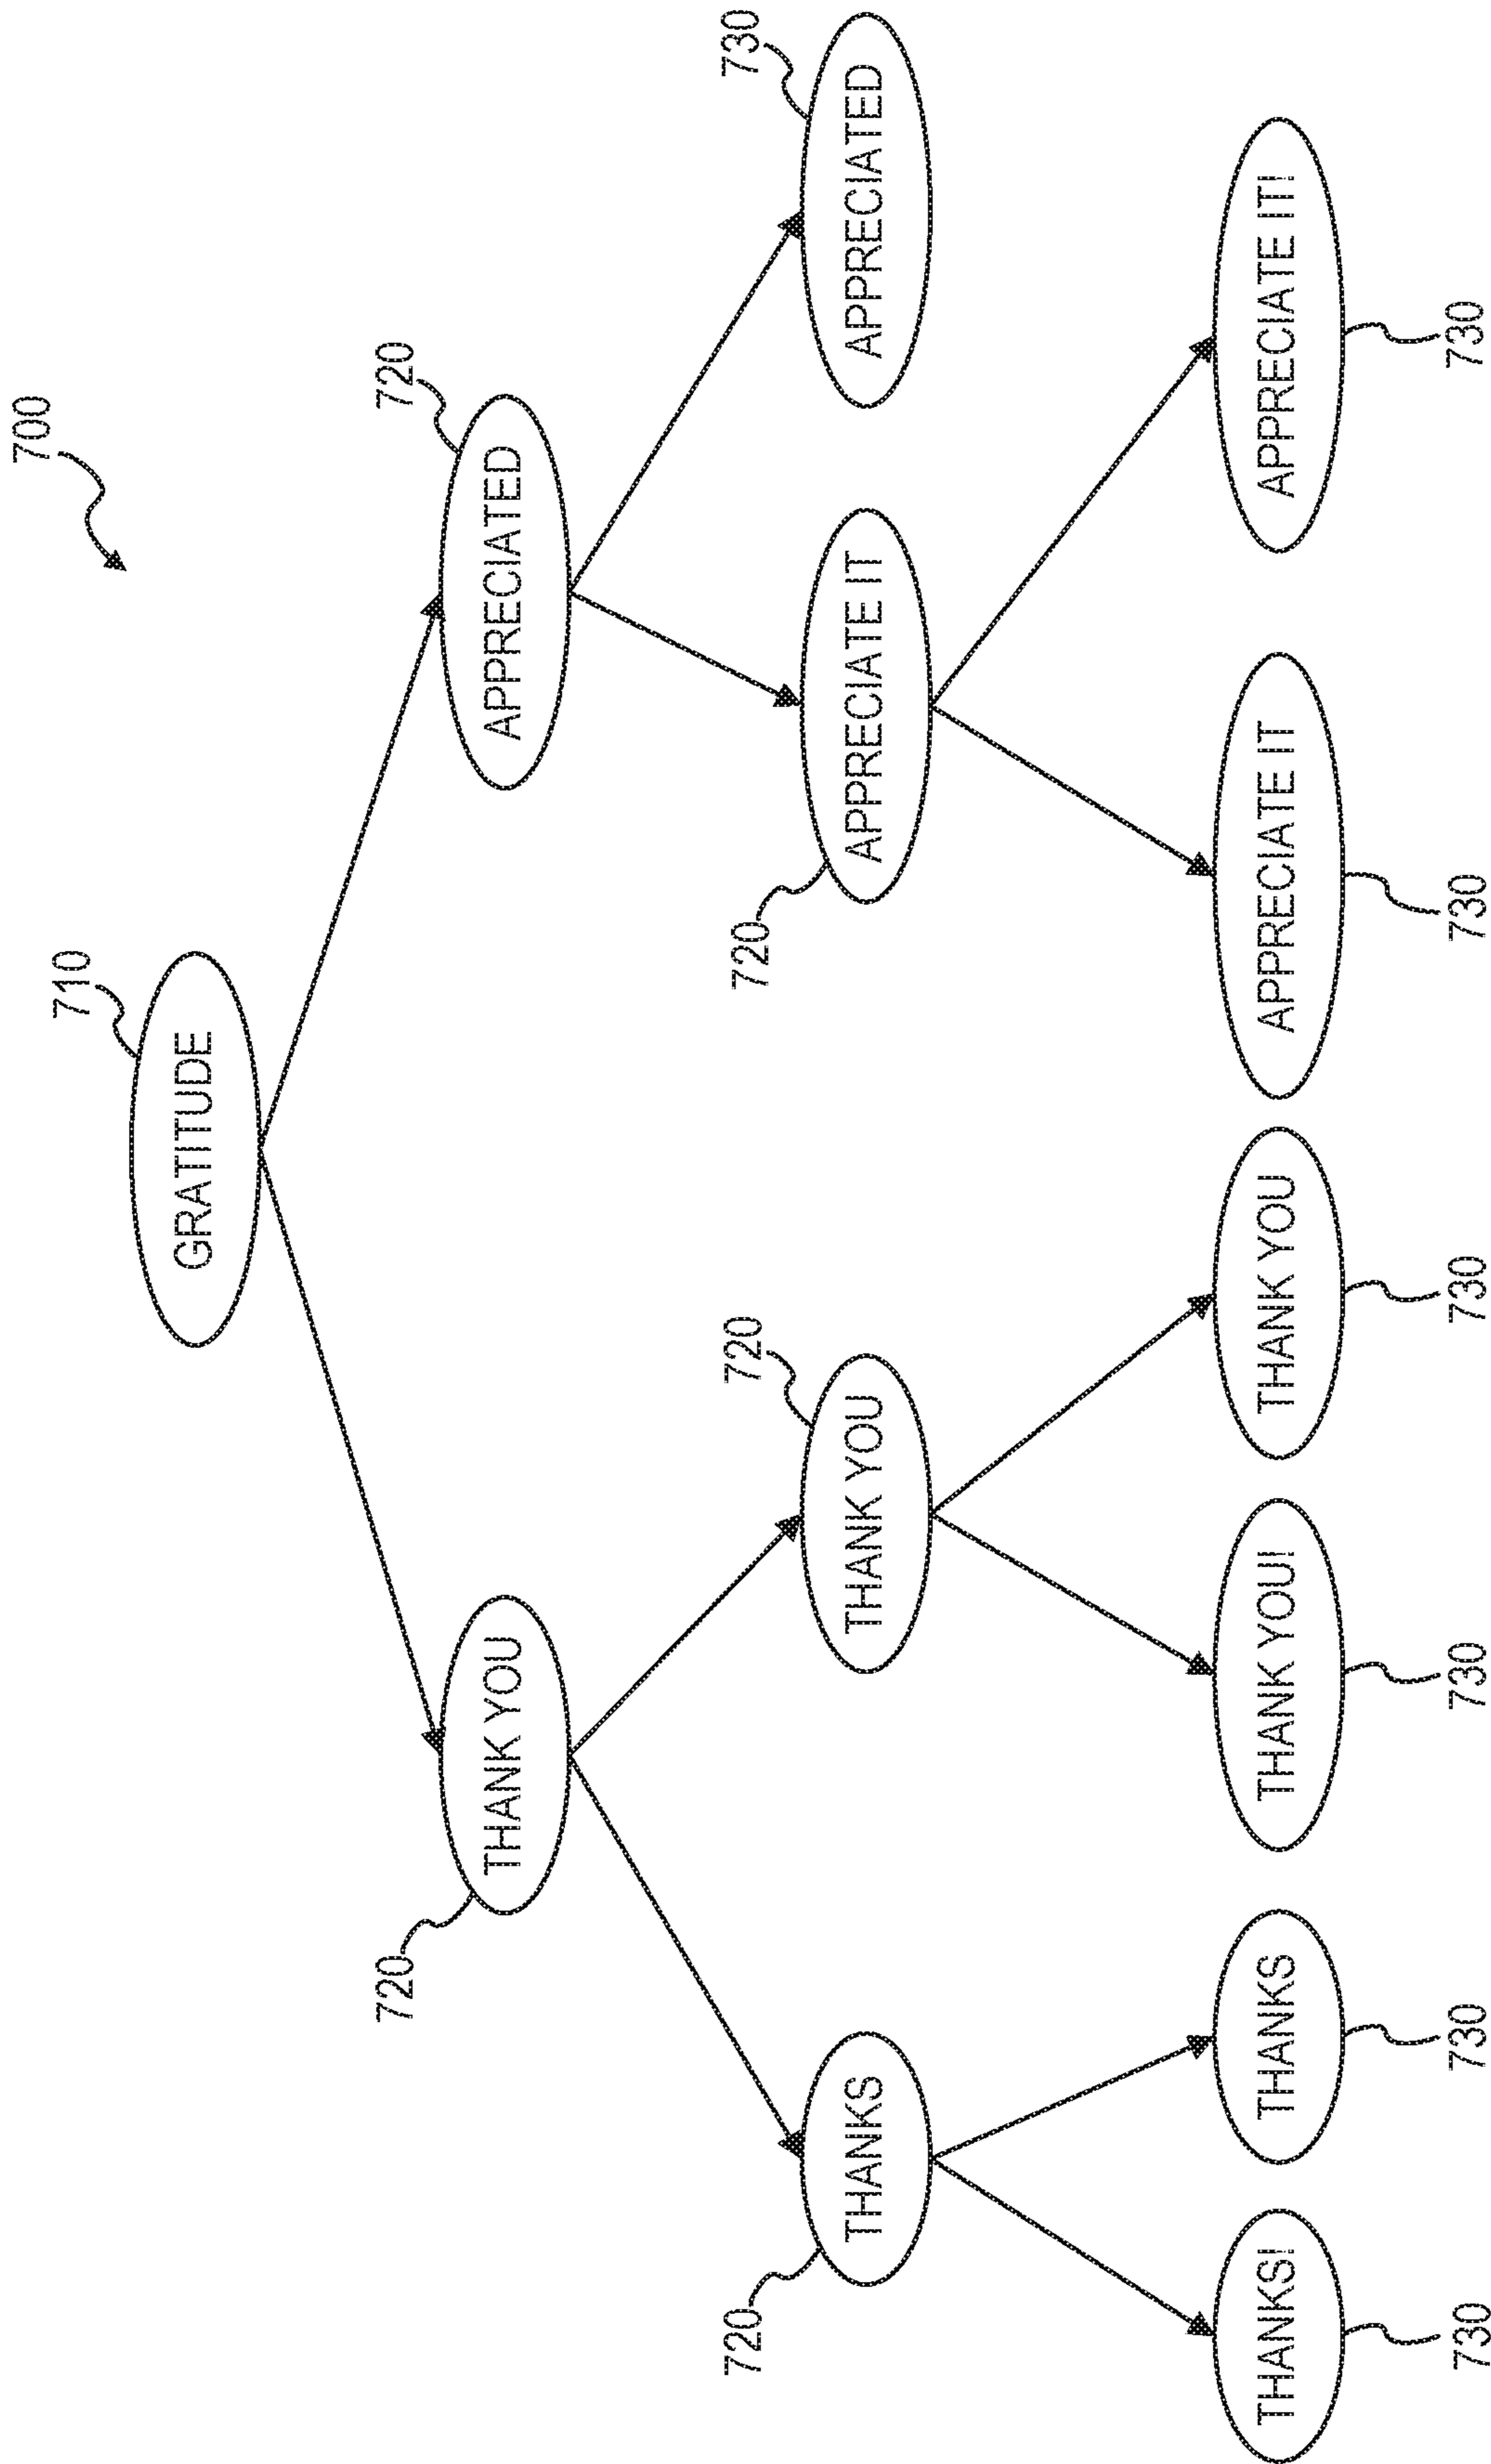 700
710
GRATITUDE
720
THANK YOU
720
APPRECIATED
720
THANKS
720
THANK YOU
720
APPRECIATE IT
730
APPRECIATED
THANKS!
THANKS
THANK YOU!
THANK YOU
APPRECIATE IT
APPRECIATE IT!
730
730
730
730
730
730